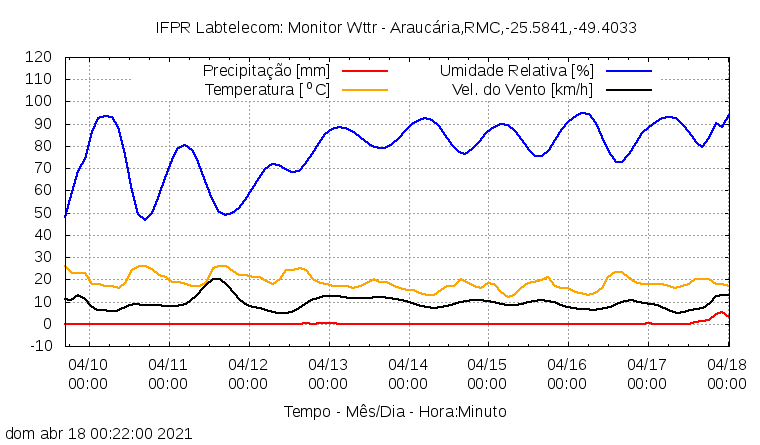 IFPR Labtelecom: Monitor Wttr - Araucária,RMC,-25.5841,-49.4033
Precipitação [mm]
Temperatura [ºC]
Umidade Relativa [%]
Vel. do Vento [km/h]
120
110
100
90
80
70
60
50
40
30
20
10
0
-10
04/10 04/11 04/12 04/13 04/14 04/15 04/16 04/17 04/18
00:00 00:00 00:00 00:00 00:00 00:00 00:00 00:00 00:00
Tempo - Mês/Dia - Hora:Minuto
dom abr 18 00:22:00 2021